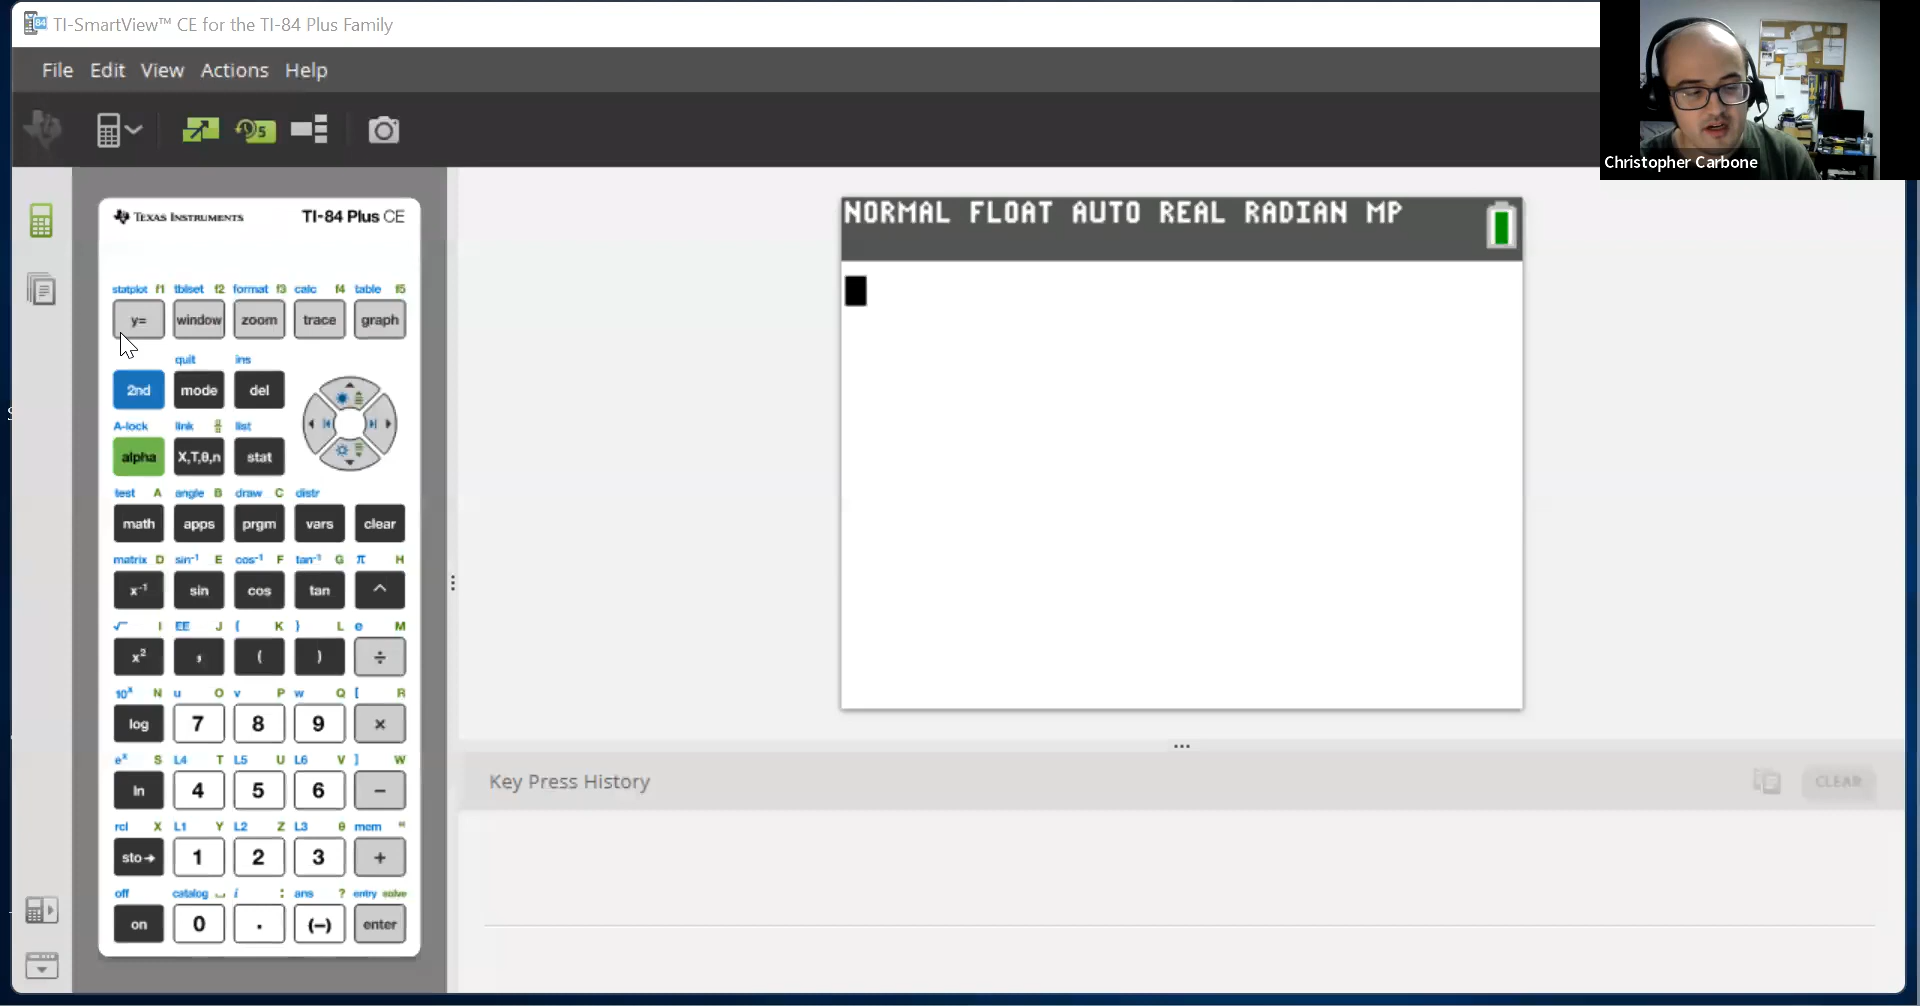 TI-SmartView™ CE for the TI-84 Plus Family
File Edit View Actions Help
5
Christopher Carbone
TEXAS INSTRUMENTS TI-84 Plus CE
NORMAL FLOAT AUTO REAL RADIAN MP
statplot f1 tblset f2 format f3 calc f4 table f5
y= window zoom trace graph
quit ins
2nd mode del
A-lock link list
alpha X,T,θ,n stat
test A angle B draw C distr
math apps prgm vars clear
matrix D sin⁻¹ E cos⁻¹ F tan⁻¹ G π H
x⁻¹ sin cos tan ^
√ I EE J { K } L e M
x² , ( ) ÷
10ˣ N u O v P w Q [ R
log 7 8 9 ×
eˣ S L4 T L5 U L6 V ] W
ln 4 5 6 −
rcl X L1 Y L2 Z L3 θ mem "
sto→ 1 2 3 +
off catalog i : ans ? entry solve
on 0 . (−) enter
Key Press History
CLEAR